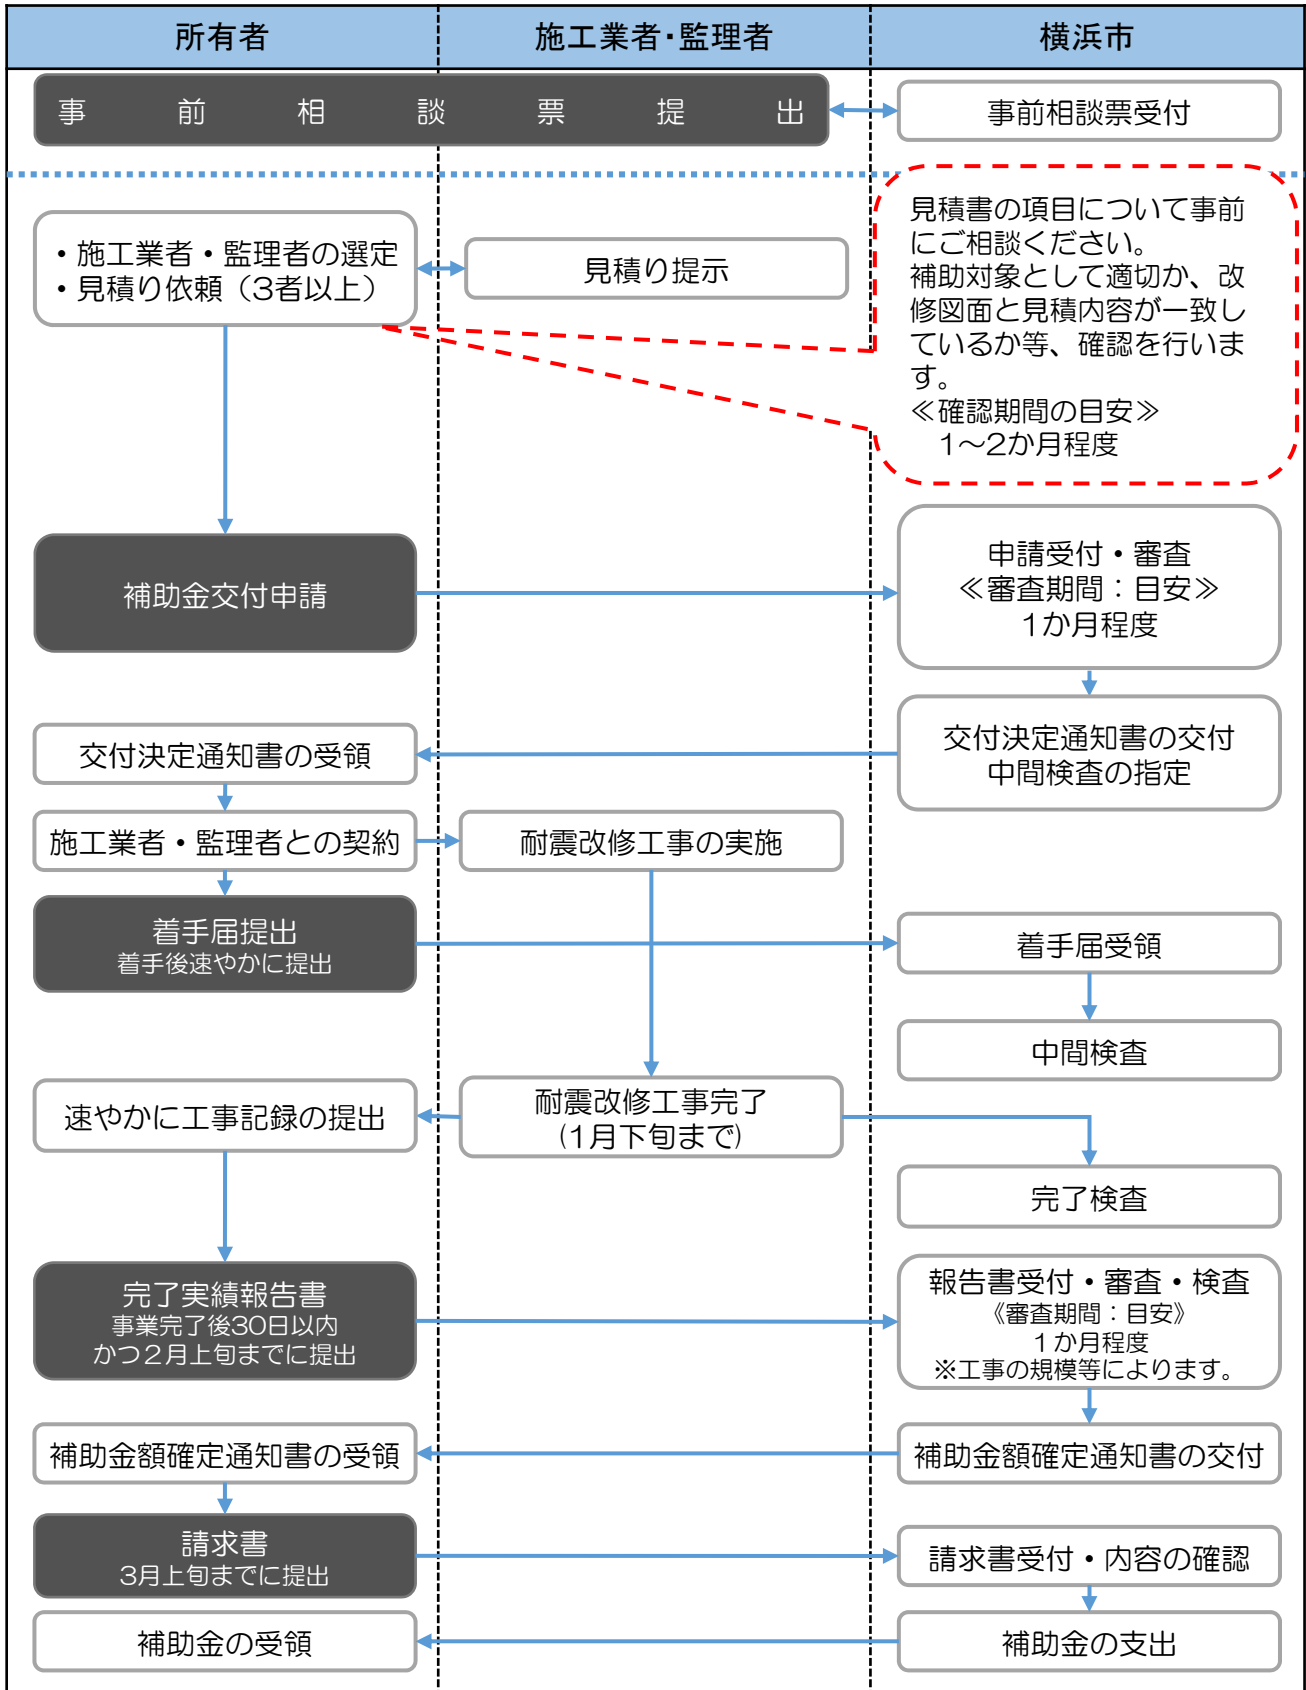 所有者
施工業者・監理者
横浜市
事前相談票提出
事前相談票受付
・施工業者・監理者の選定
・見積り依頼（3者以上）
見積り提示
見積書の項目について事前
にご相談ください。
補助対象として適切か、改
修図面と見積内容が一致し
ているか等、確認を行いま
す。
≪確認期間の目安≫
1～2か月程度
補助金交付申請
申請受付・審査
≪審査期間：目安≫
1か月程度
交付決定通知書の受領
交付決定通知書の交付
中間検査の指定
施工業者・監理者との契約
耐震改修工事の実施
着手届提出
着手後速やかに提出
着手届受領
中間検査
速やかに工事記録の提出
耐震改修工事完了
(1月下旬まで)
完了検査
完了実績報告書
事業完了後30日以内
かつ２月上旬までに提出
報告書受付・審査・検査
《審査期間：目安》
１か月程度
※工事の規模等によります。
補助金額確定通知書の受領
補助金額確定通知書の交付
請求書
3月上旬までに提出
請求書受付・内容の確認
補助金の受領
補助金の支出